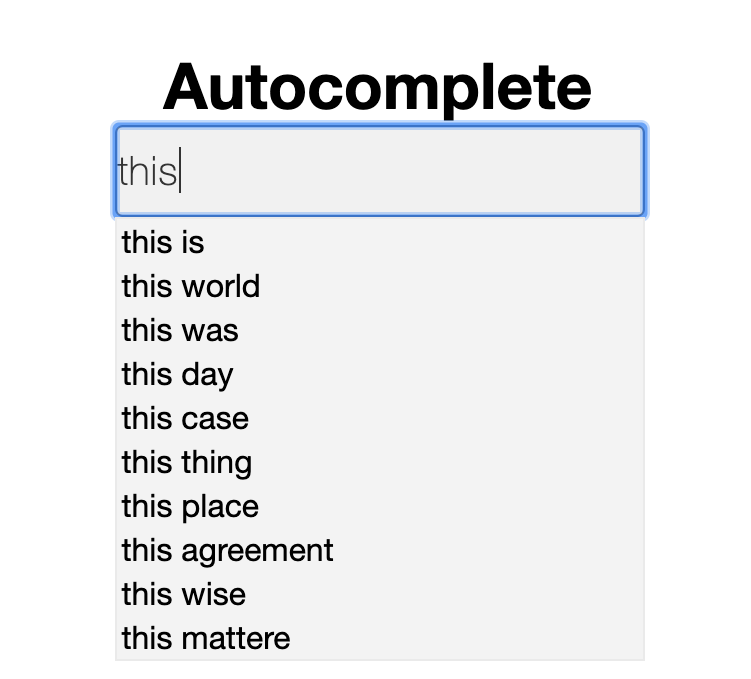 Autocomplete
this
this is
this world
this was
this day
this case
this thing
this place
this agreement
this wise
this mattere